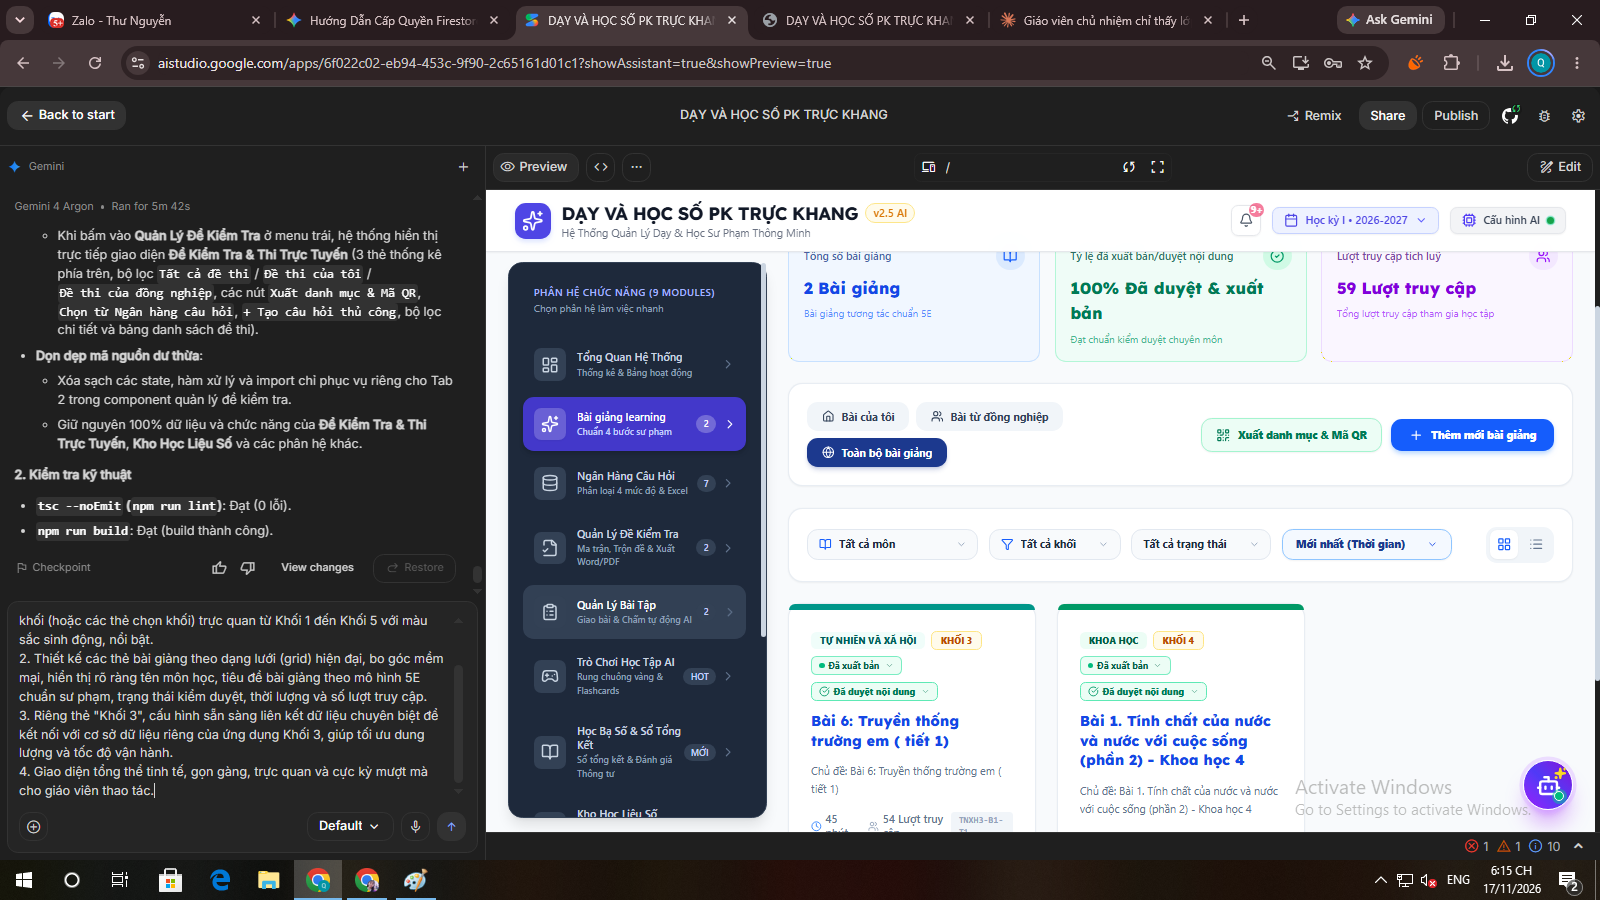 Zalo - Thư Nguyễn
Hướng Dẫn Cấp Quyền Firestor
DẠY VÀ HỌC SỐ PK TRỰC KHA
DẠY VÀ HỌC SỐ PK TRỰC KHA
Giáo viên chủ nhiệm chỉ thấy lớ
Ask Gemini
aistudio.google.com/apps/6f022c02-eb94-453c-9f90-2c65161d01c1?showAssistant=true&showPreview=true
Q
Back to start
DẠY VÀ HỌC SỐ PK TRỰC KHANG
Remix
Share
Publish
Gemini
Preview
/
Edit
Gemini 4 Argon • Ran for 5m 42s
Khi bấm vào Quản Lý Đề Kiểm Tra ở menu trái, hệ thống hiển thị
trực tiếp giao diện Đề Kiểm Tra & Thi Trực Tuyến (3 thẻ thống kê
phía trên, bộ lọc Tất cả đề thi / Đề thi của tôi /
Đề thi của đồng nghiệp, các nút Xuất danh mục & Mã QR,
Chọn từ Ngân hàng câu hỏi, + Tạo câu hỏi thủ công, bộ lọc
chi tiết và bảng danh sách đề thi).
Dọn dẹp mã nguồn dư thừa:
Xóa sạch các state, hàm xử lý và import chỉ phục vụ riêng cho Tab
2 trong component quản lý đề kiểm tra.
Giữ nguyên 100% dữ liệu và chức năng của Đề Kiểm Tra & Thi
Trực Tuyến, Kho Học Liệu Số và các phân hệ khác.
2. Kiểm tra kỹ thuật
tsc --noEmit (npm run lint): Đạt (0 lỗi).
npm run build: Đạt (build thành công).
Checkpoint
View changes
Restore
khối (hoặc các thẻ chọn khối) trực quan từ Khối 1 đến Khối 5 với màu
sắc sinh động, nổi bật.
2. Thiết kế các thẻ bài giảng theo dạng lưới (grid) hiện đại, bo góc mềm
mại, hiển thị rõ ràng tên môn học, tiêu đề bài giảng theo mô hình 5E
chuẩn sư phạm, trạng thái kiểm duyệt, thời lượng và số lượt truy cập.
3. Riêng thẻ "Khối 3", cấu hình sẵn sàng liên kết dữ liệu chuyên biệt để
kết nối với cơ sở dữ liệu riêng của ứng dụng Khối 3, giúp tối ưu dung
lượng và tốc độ vận hành.
4. Giao diện tổng thể tinh tế, gọn gàng, trực quan và cực kỳ mượt mà
cho giáo viên thao tác.
Default
DẠY VÀ HỌC SỐ PK TRỰC KHANG
v2.5 AI
Hệ Thống Quản Lý Dạy & Học Sư Phạm Thông Minh
9+
Học kỳ I • 2026-2027
Cấu hình AI
PHÂN HỆ CHỨC NĂNG (9 MODULES)
Chọn phân hệ làm việc nhanh
Tổng Quan Hệ Thống
Thống kê & Bảng hoạt động
Bài giảng learning
Chuẩn 4 bước sư phạm
2
Ngân Hàng Câu Hỏi
Phân loại 4 mức độ & Excel
7
Quản Lý Đề Kiểm Tra
Ma trận, Trộn đề & Xuất
Word/PDF
2
Quản Lý Bài Tập
Giao bài & Chấm tự động AI
2
Trò Chơi Học Tập AI
Rung chuông vàng &
Flashcards
HOT
Học Bạ Số & Sổ Tổng
Kết
Sổ tổng kết & Đánh giá
Thông tư
MỚI
Kho Học Liệu Số
Tổng số bài giảng
2 Bài giảng
Bài giảng tương tác chuẩn 5E
Tỷ lệ đã xuất bản/duyệt nội dung
100% Đã duyệt & xuất
bản
Đạt chuẩn kiểm duyệt chuyên môn
Lượt truy cập tích luỹ
59 Lượt truy cập
Tổng lượt truy cập tham gia học tập
Bài của tôi
Bài từ đồng nghiệp
Toàn bộ bài giảng
Xuất danh mục & Mã QR
Thêm mới bài giảng
Tất cả môn
Tất cả khối
Tất cả trạng thái
Mới nhất (Thời gian)
TỰ NHIÊN VÀ XÃ HỘI
KHỐI 3
Đã xuất bản
Đã duyệt nội dung
Bài 6: Truyền thống
trường em ( tiết 1)
Chủ đề: Bài 6: Truyền thống trường em (
tiết 1)
45
phút
54 Lượt truy
cập
TNXH3-B1-
T1
KHOA HỌC
KHỐI 4
Đã xuất bản
Đã duyệt nội dung
Bài 1. Tính chất của nước
và nước với cuộc sống
(phần 2) - Khoa học 4
Chủ đề: Bài 1. Tính chất của nước và nước
với cuộc sống (phần 2) - Khoa học 4
Activate Windows
Go to Settings to activate Windows.
1
1
10
ENG
6:15 CH
17/11/2026
2